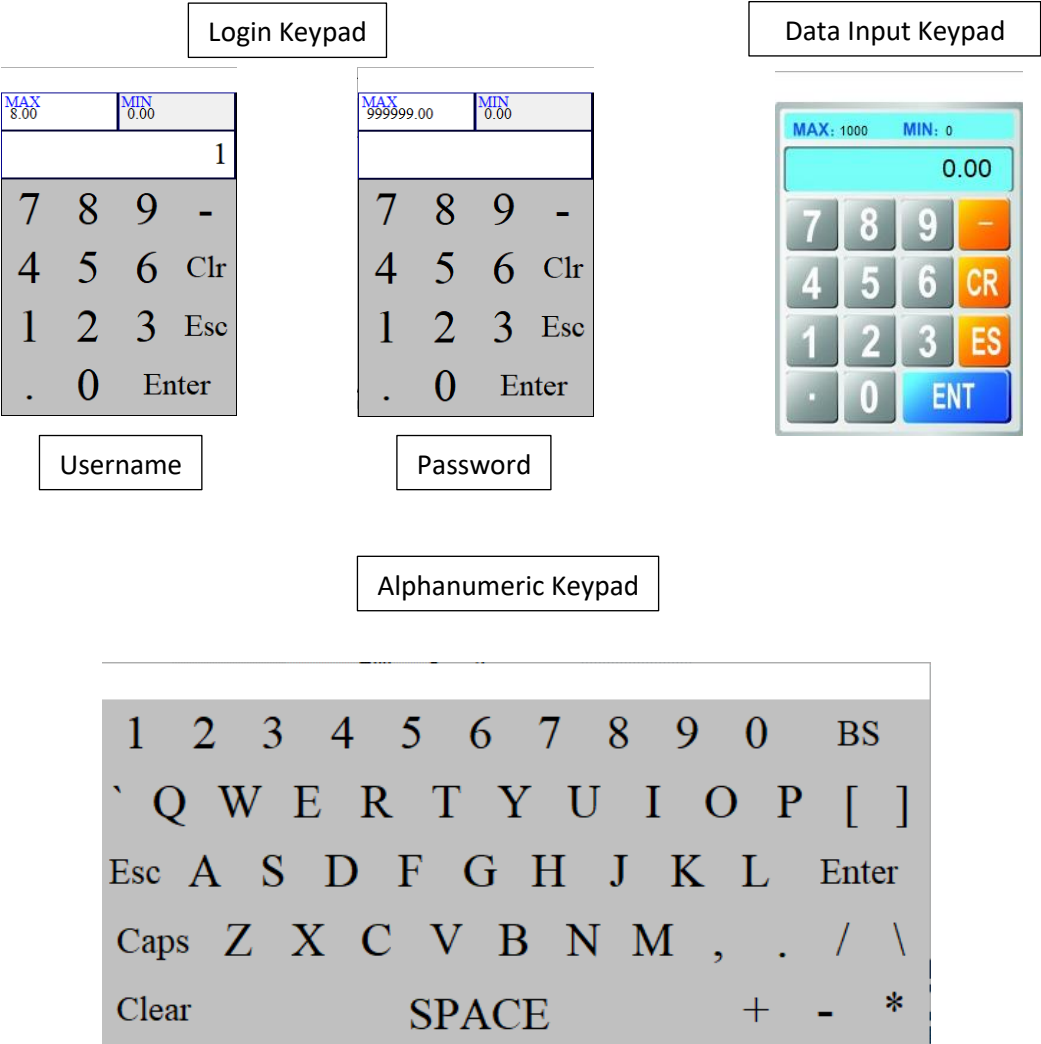 Login Keypad
Data Input Keypad
MAX
8.00
MIN
0.00
1
7 8 9 -
4 5 6 Clr
1 2 3 Esc
. 0 Enter
Username
MAX
999999.00
MIN
0.00
7 8 9 -
4 5 6 Clr
1 2 3 Esc
. 0 Enter
Password
MAX: 1000 MIN: 0
0.00
7 8 9 -
4 5 6 CR
1 2 3 ES
. 0 ENT
Alphanumeric Keypad
1 2 3 4 5 6 7 8 9 0 BS
` Q W E R T Y U I O P [ ]
Esc A S D F G H J K L Enter
Caps Z X C V B N M , . / \
Clear SPACE + - *